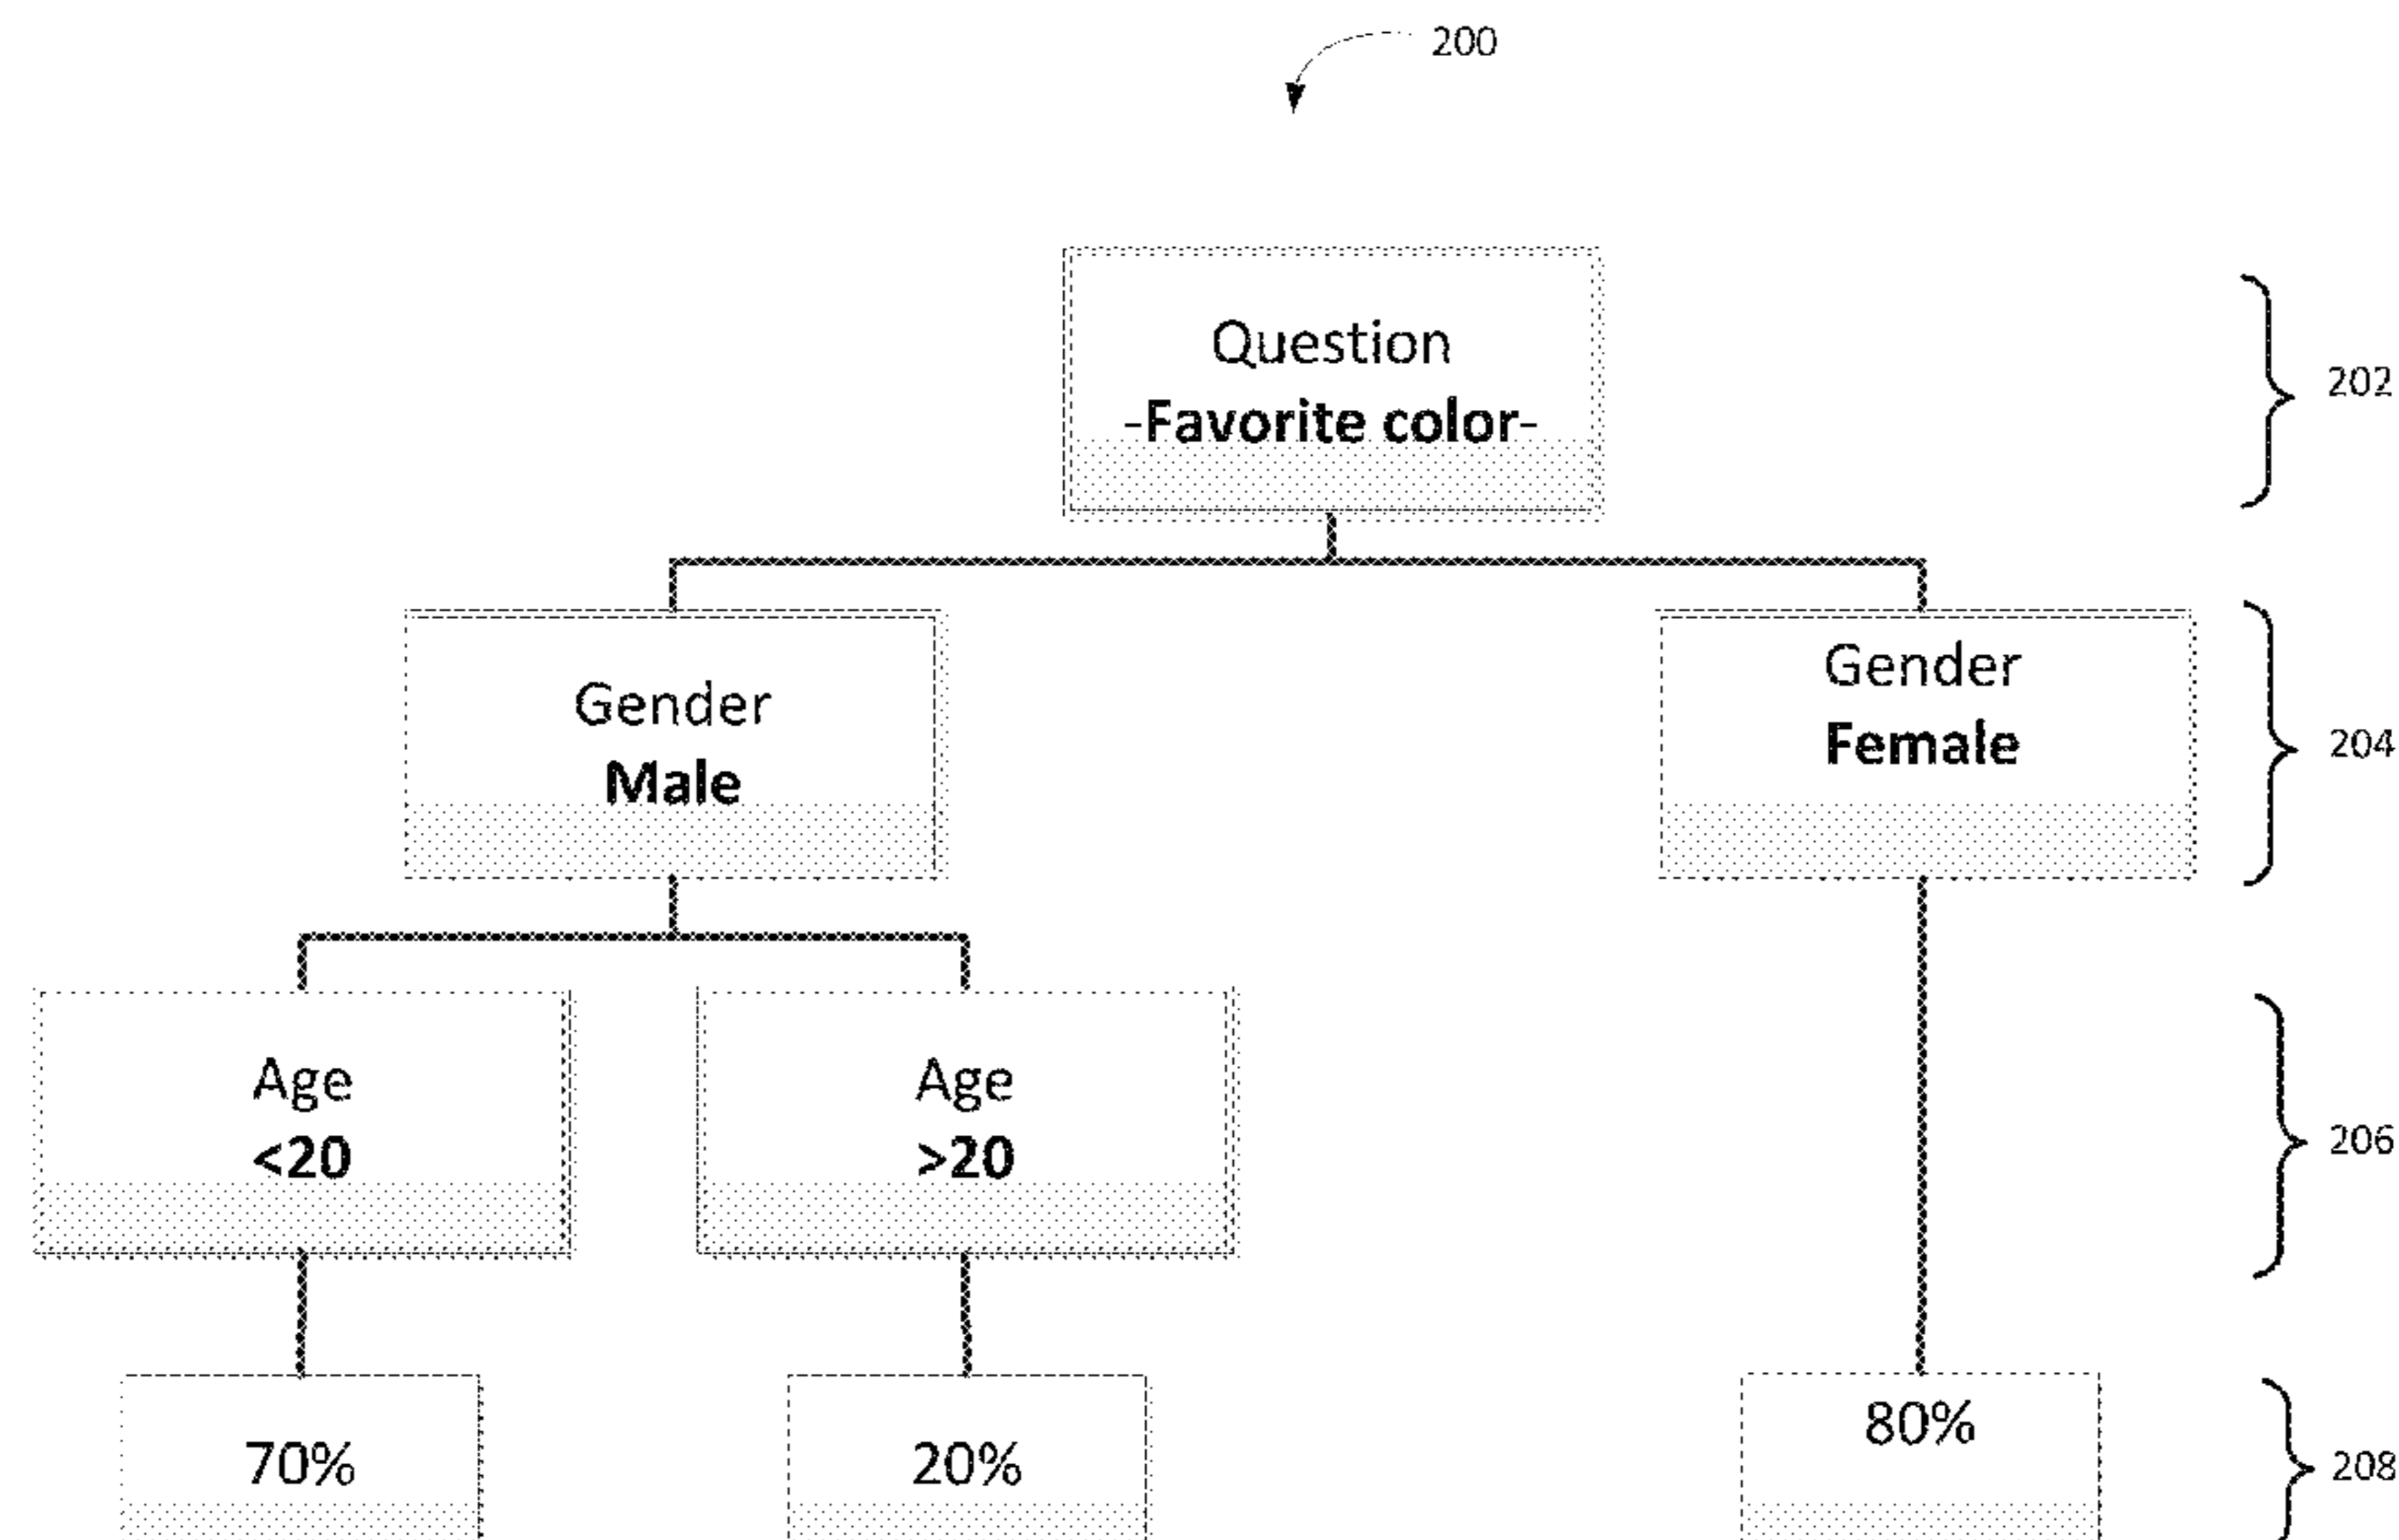 200
Question
-Favorite color-
202
Gender
Male
Gender
Female
204
Age
<20
Age
>20
206
70%
20%
80%
208